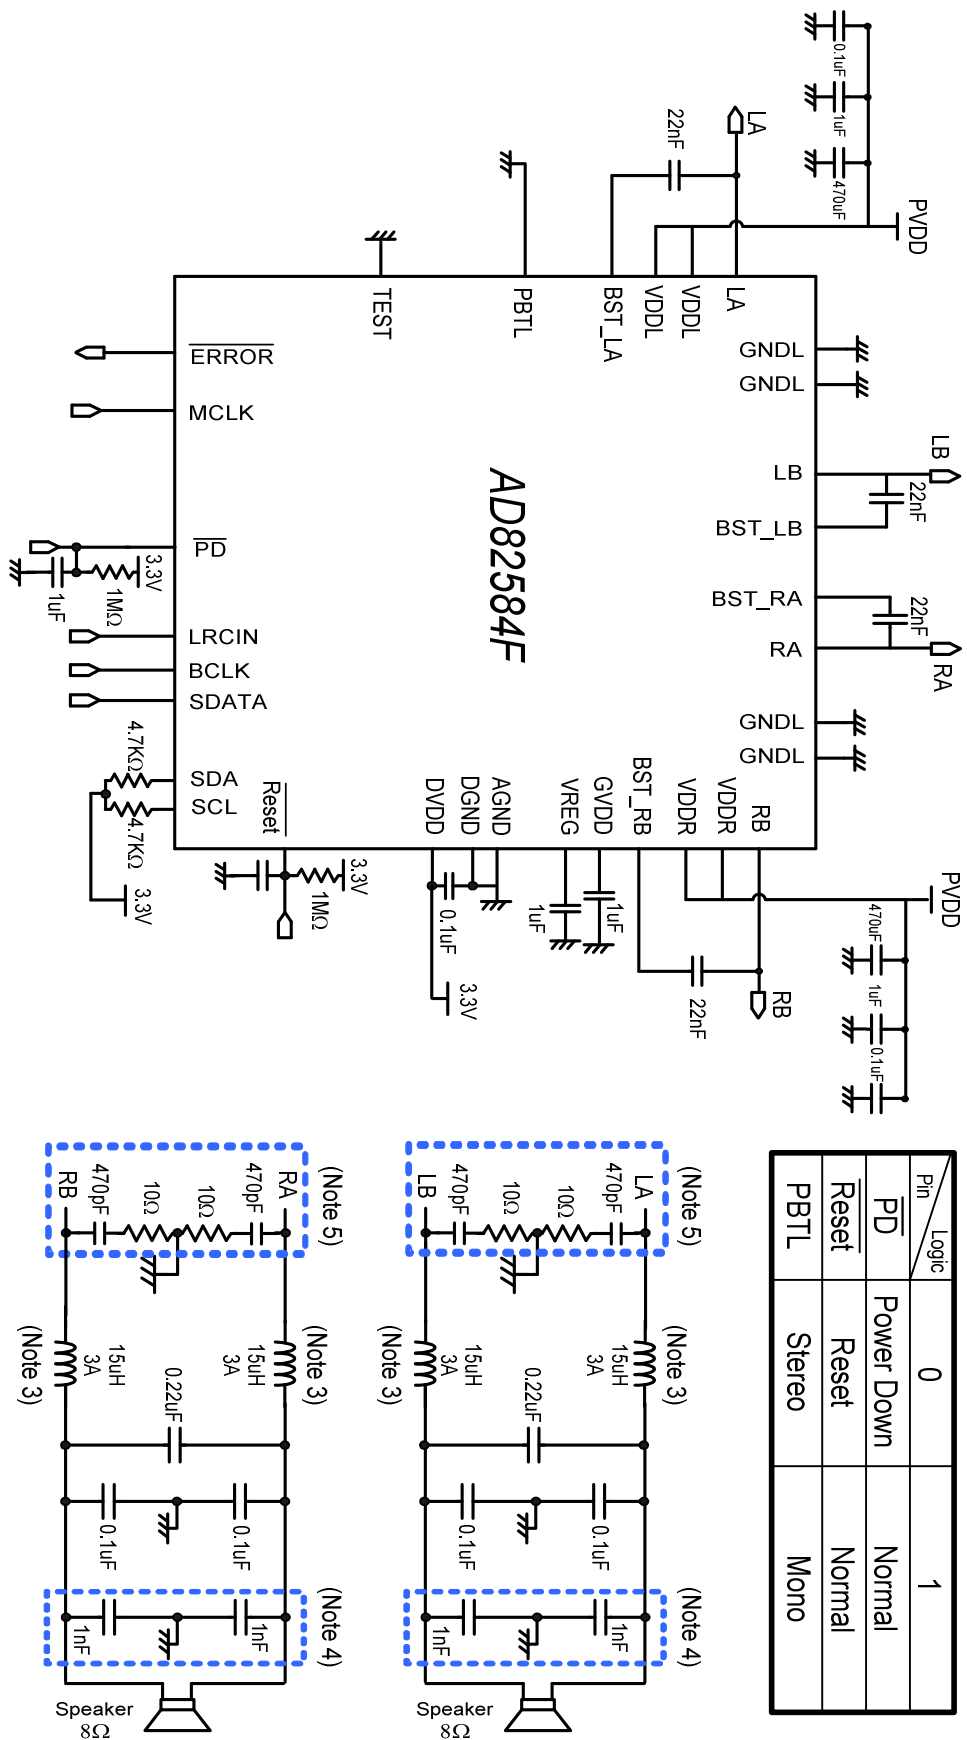 0.1uF
1uF
470uF
PVDD
LA
22nF
LA
VDDL
VDDL
BST_LA
PBTL
TEST
GNDL
GNDL
LB
LB
22nF
BST_LB
BST_RA
22nF
RA
RA
GNDL
GNDL
AD82584F
ERROR
MCLK
PD
3.3V
1MΩ
1uF
LRCIN
BCLK
SDATA
SDA
SCL
4.7KΩ
4.7KΩ
3.3V
Reset
3.3V
1MΩ
DVDD
DGND
AGND
0.1uF
3.3V
VREG
GVDD
1uF
1uF
BST_RB
VDDR
VDDR
RB
22nF
RB
PVDD
470uF
1uF
0.1uF
Pin Logic 0 1
PD Power Down Normal
Reset Reset Normal
PBTL Stereo Mono
(Note 5)
LA
470pF
10Ω
10Ω
470pF
LB
(Note 3)
15uH
3A
15uH
3A
(Note 3)
0.22uF
0.1uF
0.1uF
(Note 4)
1nF
1nF
Speaker
8Ω
(Note 5)
RA
470pF
10Ω
10Ω
470pF
RB
(Note 3)
15uH
3A
15uH
3A
(Note 3)
0.22uF
0.1uF
0.1uF
(Note 4)
1nF
1nF
Speaker
8Ω